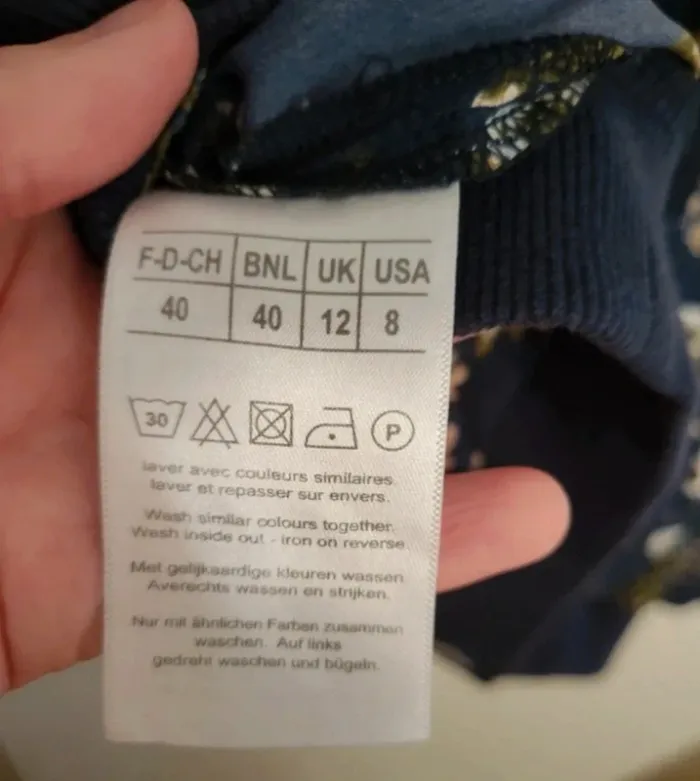 F-D-CH BNL UK USA
40 40 12 8
30 P
laver avec couleurs similaires.
laver et repasser sur envers.
Wash similar colours together.
Wash inside out - iron on reverse.
Met gelijkaardige kleuren wassen.
Averechts wassen en strijken.
Nur mit ähnlichen Farben zusammen
waschen. Auf links
gedreht waschen und bügeln.